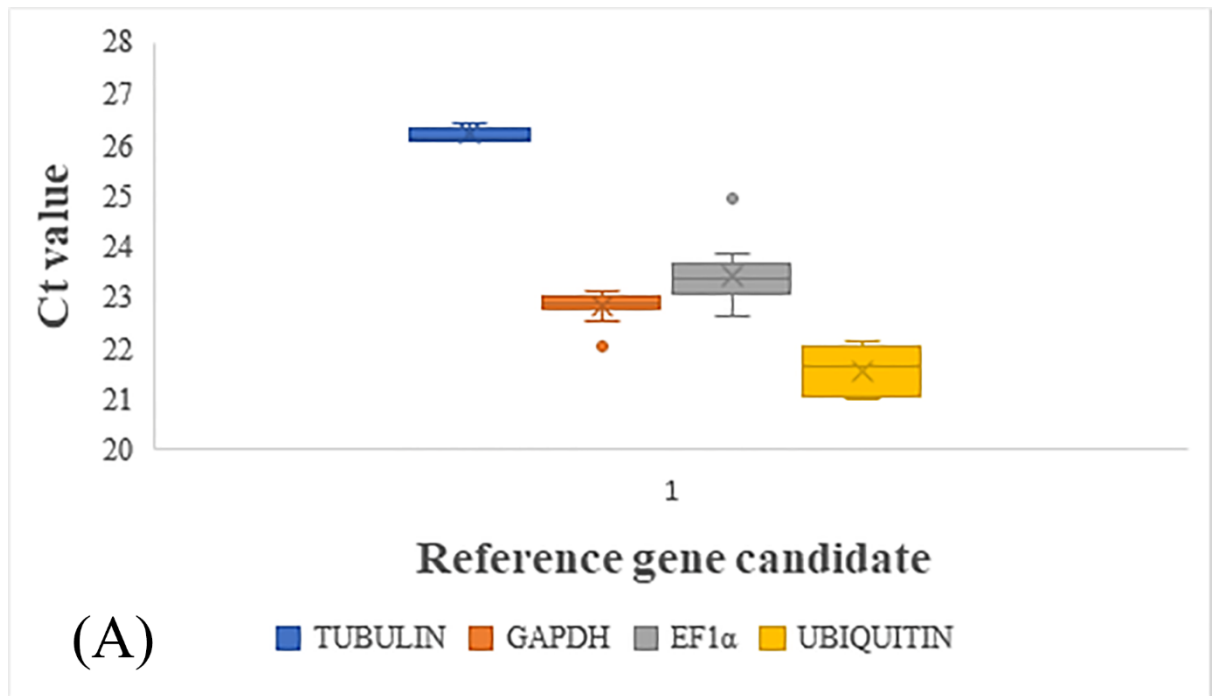 28
27
26
25
24
23
22
21
20
Ct value
1
Reference gene candidate
(A)
TUBULIN GAPDH EF1α UBIQUITIN